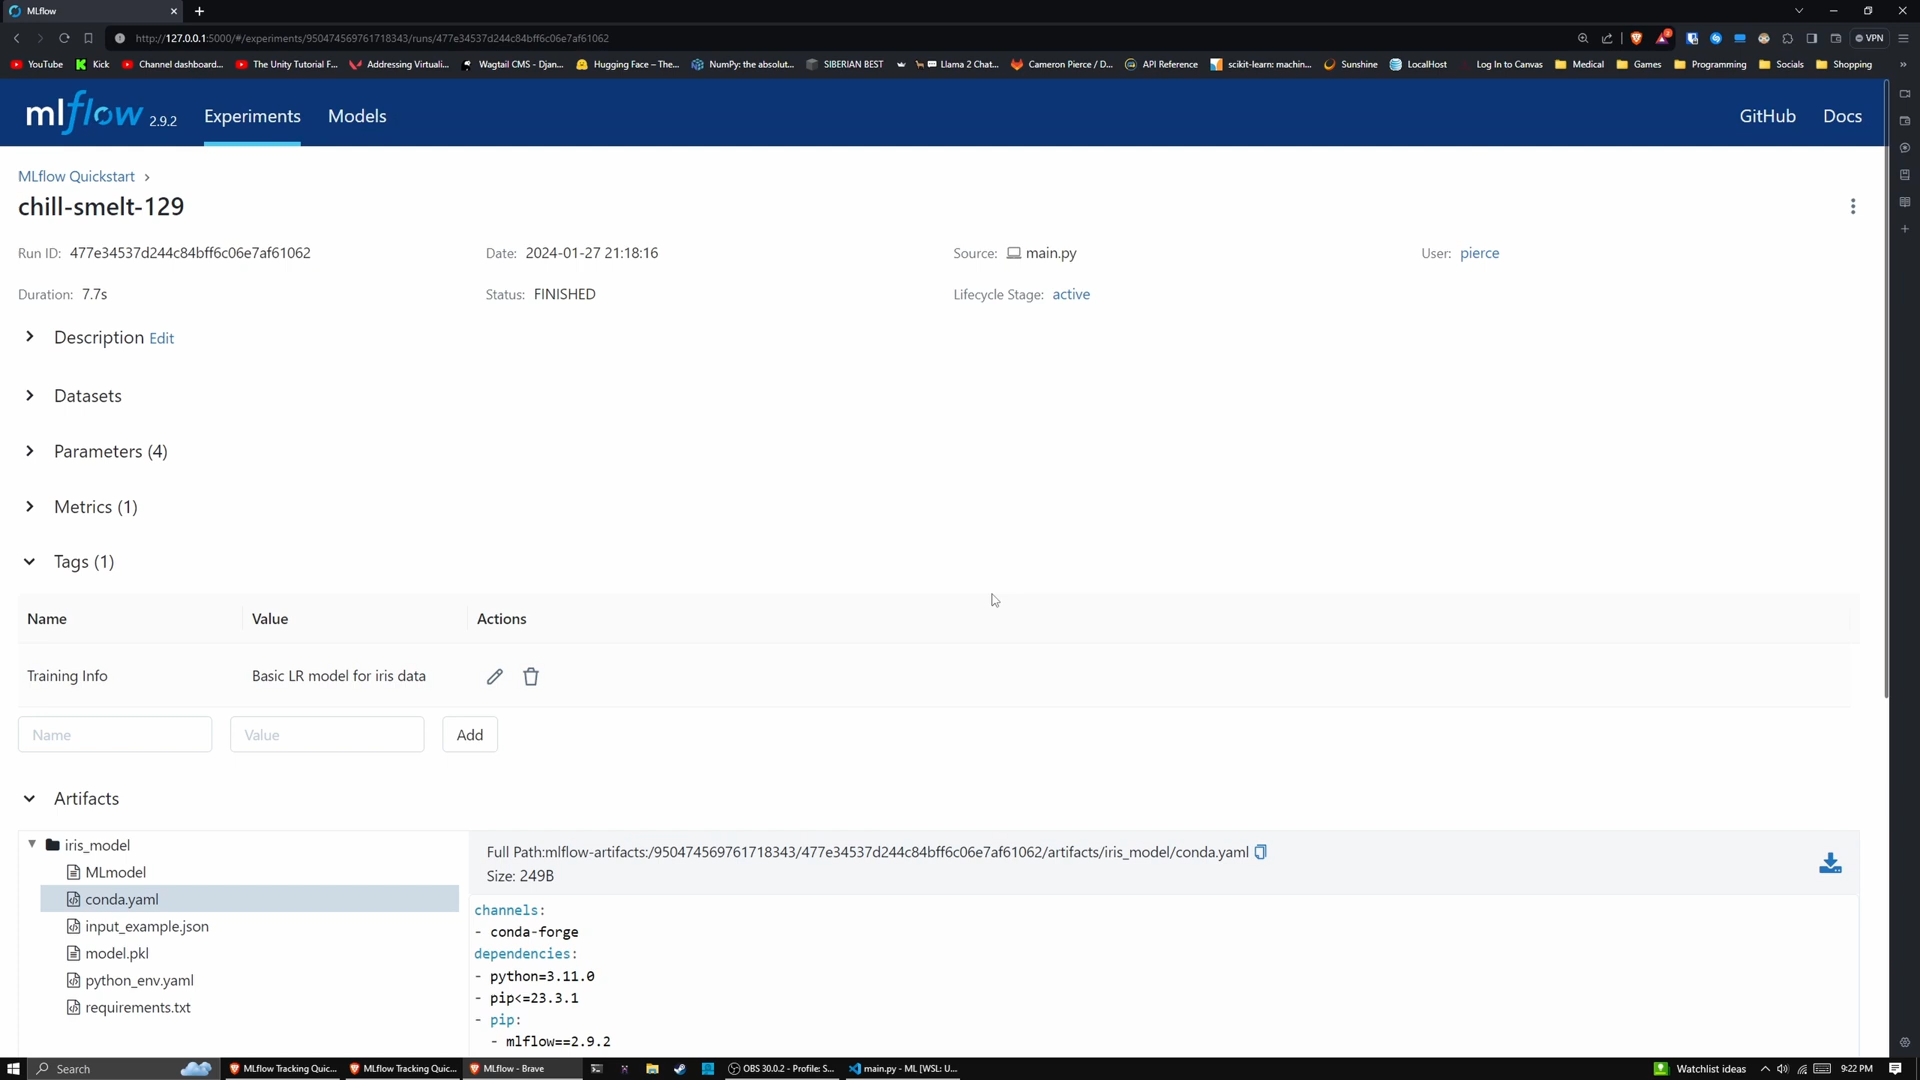 MLflow
http://127.0.0.1:5000/#/experiments/950474569761718343/runs/477e34537d244c84bff6c06e7af61062
2
VPN
YouTube
Kick
Channel dashboard...
The Unity Tutorial F...
Addressing Virtuali...
Wagtail CMS - Djan...
Hugging Face – The...
NumPy: the absolut...
SIBERIAN BEST
Llama 2 Chat...
Cameron Pierce / D...
API Reference
scikit-learn: machin...
Sunshine
LocalHost
Log In to Canvas
Medical
Games
Programming
Socials
Shopping
mlflow 2.9.2
Experiments
Models
GitHub
Docs
MLflow Quickstart
chill-smelt-129
Run ID: 477e34537d244c84bff6c06e7af61062
Date: 2024-01-27 21:18:16
Source: main.py
User: pierce
Duration: 7.7s
Status: FINISHED
Lifecycle Stage: active
Description Edit
Datasets
Parameters (4)
Metrics (1)
Tags (1)
Name Value Actions
Training Info Basic LR model for iris data
Name Value Add
Artifacts
iris_model
MLmodel
conda.yaml
input_example.json
model.pkl
python_env.yaml
requirements.txt
Full Path:mlflow-artifacts:/950474569761718343/477e34537d244c84bff6c06e7af61062/artifacts/iris_model/conda.yaml
Size: 249B
channels:
- conda-forge
dependencies:
- python=3.11.0
- pip<=23.3.1
- pip:
- mlflow==2.9.2
Search
MLflow Tracking Quic...
MLflow Tracking Quic...
MLflow - Brave
OBS 30.0.2 - Profile: S...
main.py - ML [WSL: U...
Watchlist ideas
9:22 PM